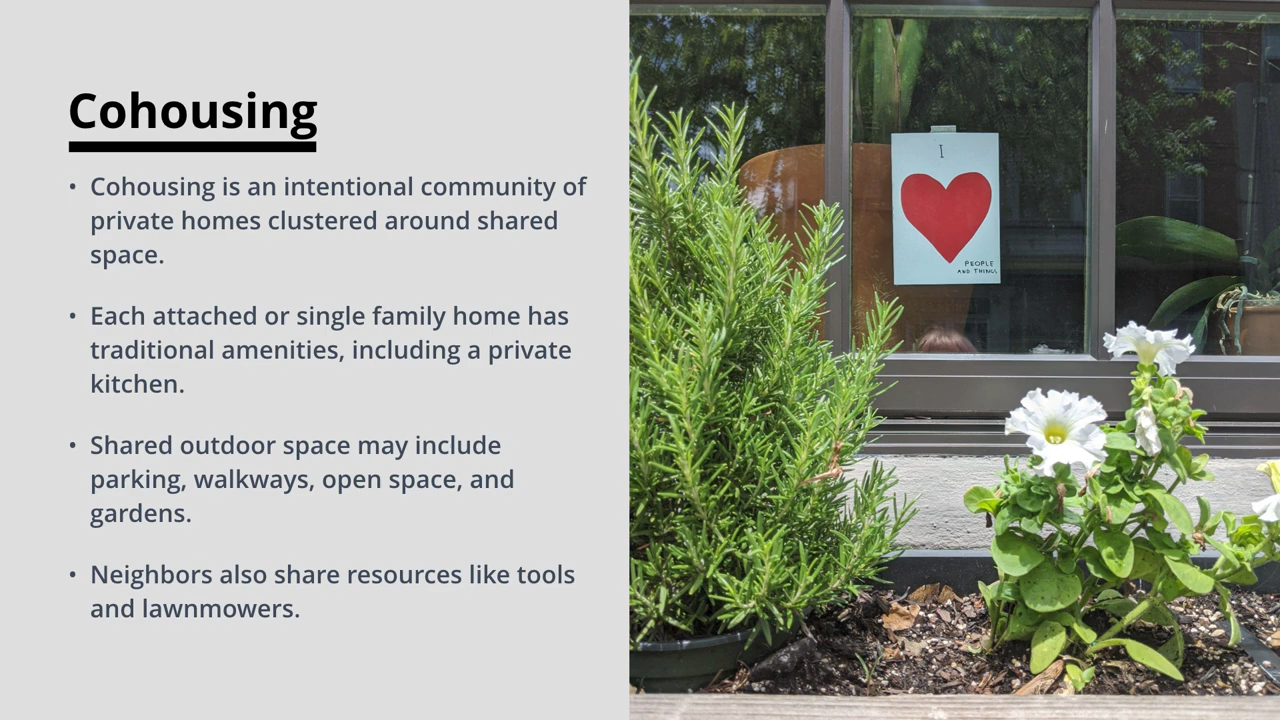 Cohousing
• Cohousing is an intentional community of
private homes clustered around shared
space.
• Each attached or single family home has
traditional amenities, including a private
kitchen.
• Shared outdoor space may include
parking, walkways, open space, and
gardens.
• Neighbors also share resources like tools
and lawnmowers.
I
PEOPLE
AND THINGS